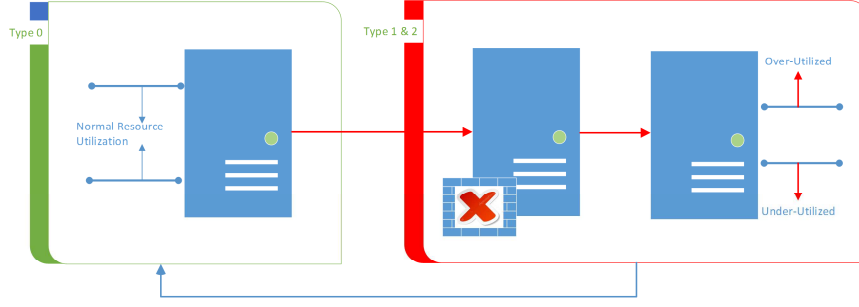 Type 0
Type 1 & 2
Over-Utilized
Normal Resource
Utilization
Under-Utilized